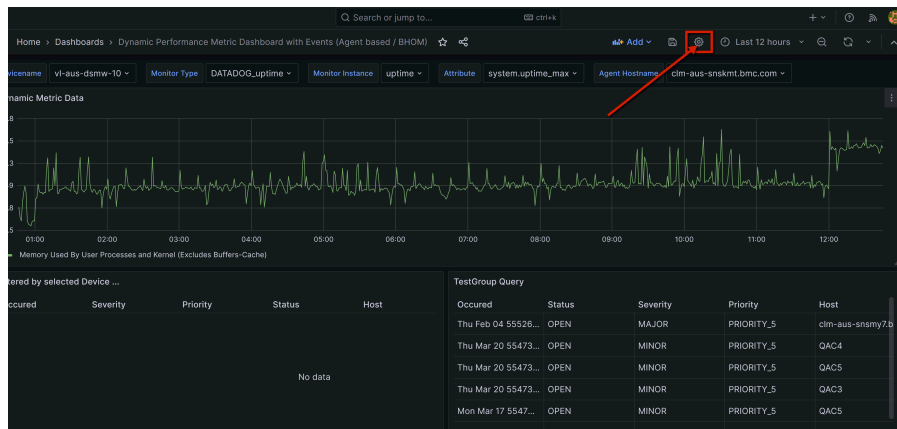 Search or jump to... ctrl+k
Home > Dashboards > Dynamic Performance Metric Dashboard with Events (Agent based / BHOM) Add Last 12 hours
vicename vl-aus-dsmw-10 Monitor Type DATADOG_uptime Monitor Instance uptime Attribute system.uptime_max Agent Hostname clm-aus-snskmt.bmc.com
namic Metric Data
.8
.5
.3
.9
.8
.5
01:00 02:00 03:00 04:00 05:00 06:00 07:00 08:00 09:00 10:00 11:00 12:00
Memory Used By User Processes and Kernel (Excludes Buffers-Cache)
tered by selected Device ... TestGroup Query
ccured Severity Priority Status Host Occured Status Severity Priority Host
Thu Feb 04 55526... OPEN MAJOR PRIORITY_5 clm-aus-snsmy7.b
Thu Mar 20 55473... OPEN MINOR PRIORITY_5 QAC4
Thu Mar 20 55473... OPEN MINOR PRIORITY_5 QAC5
No data
Thu Mar 20 55473... OPEN MINOR PRIORITY_5 QAC3
Mon Mar 17 5547... OPEN MINOR PRIORITY_5 QAC5